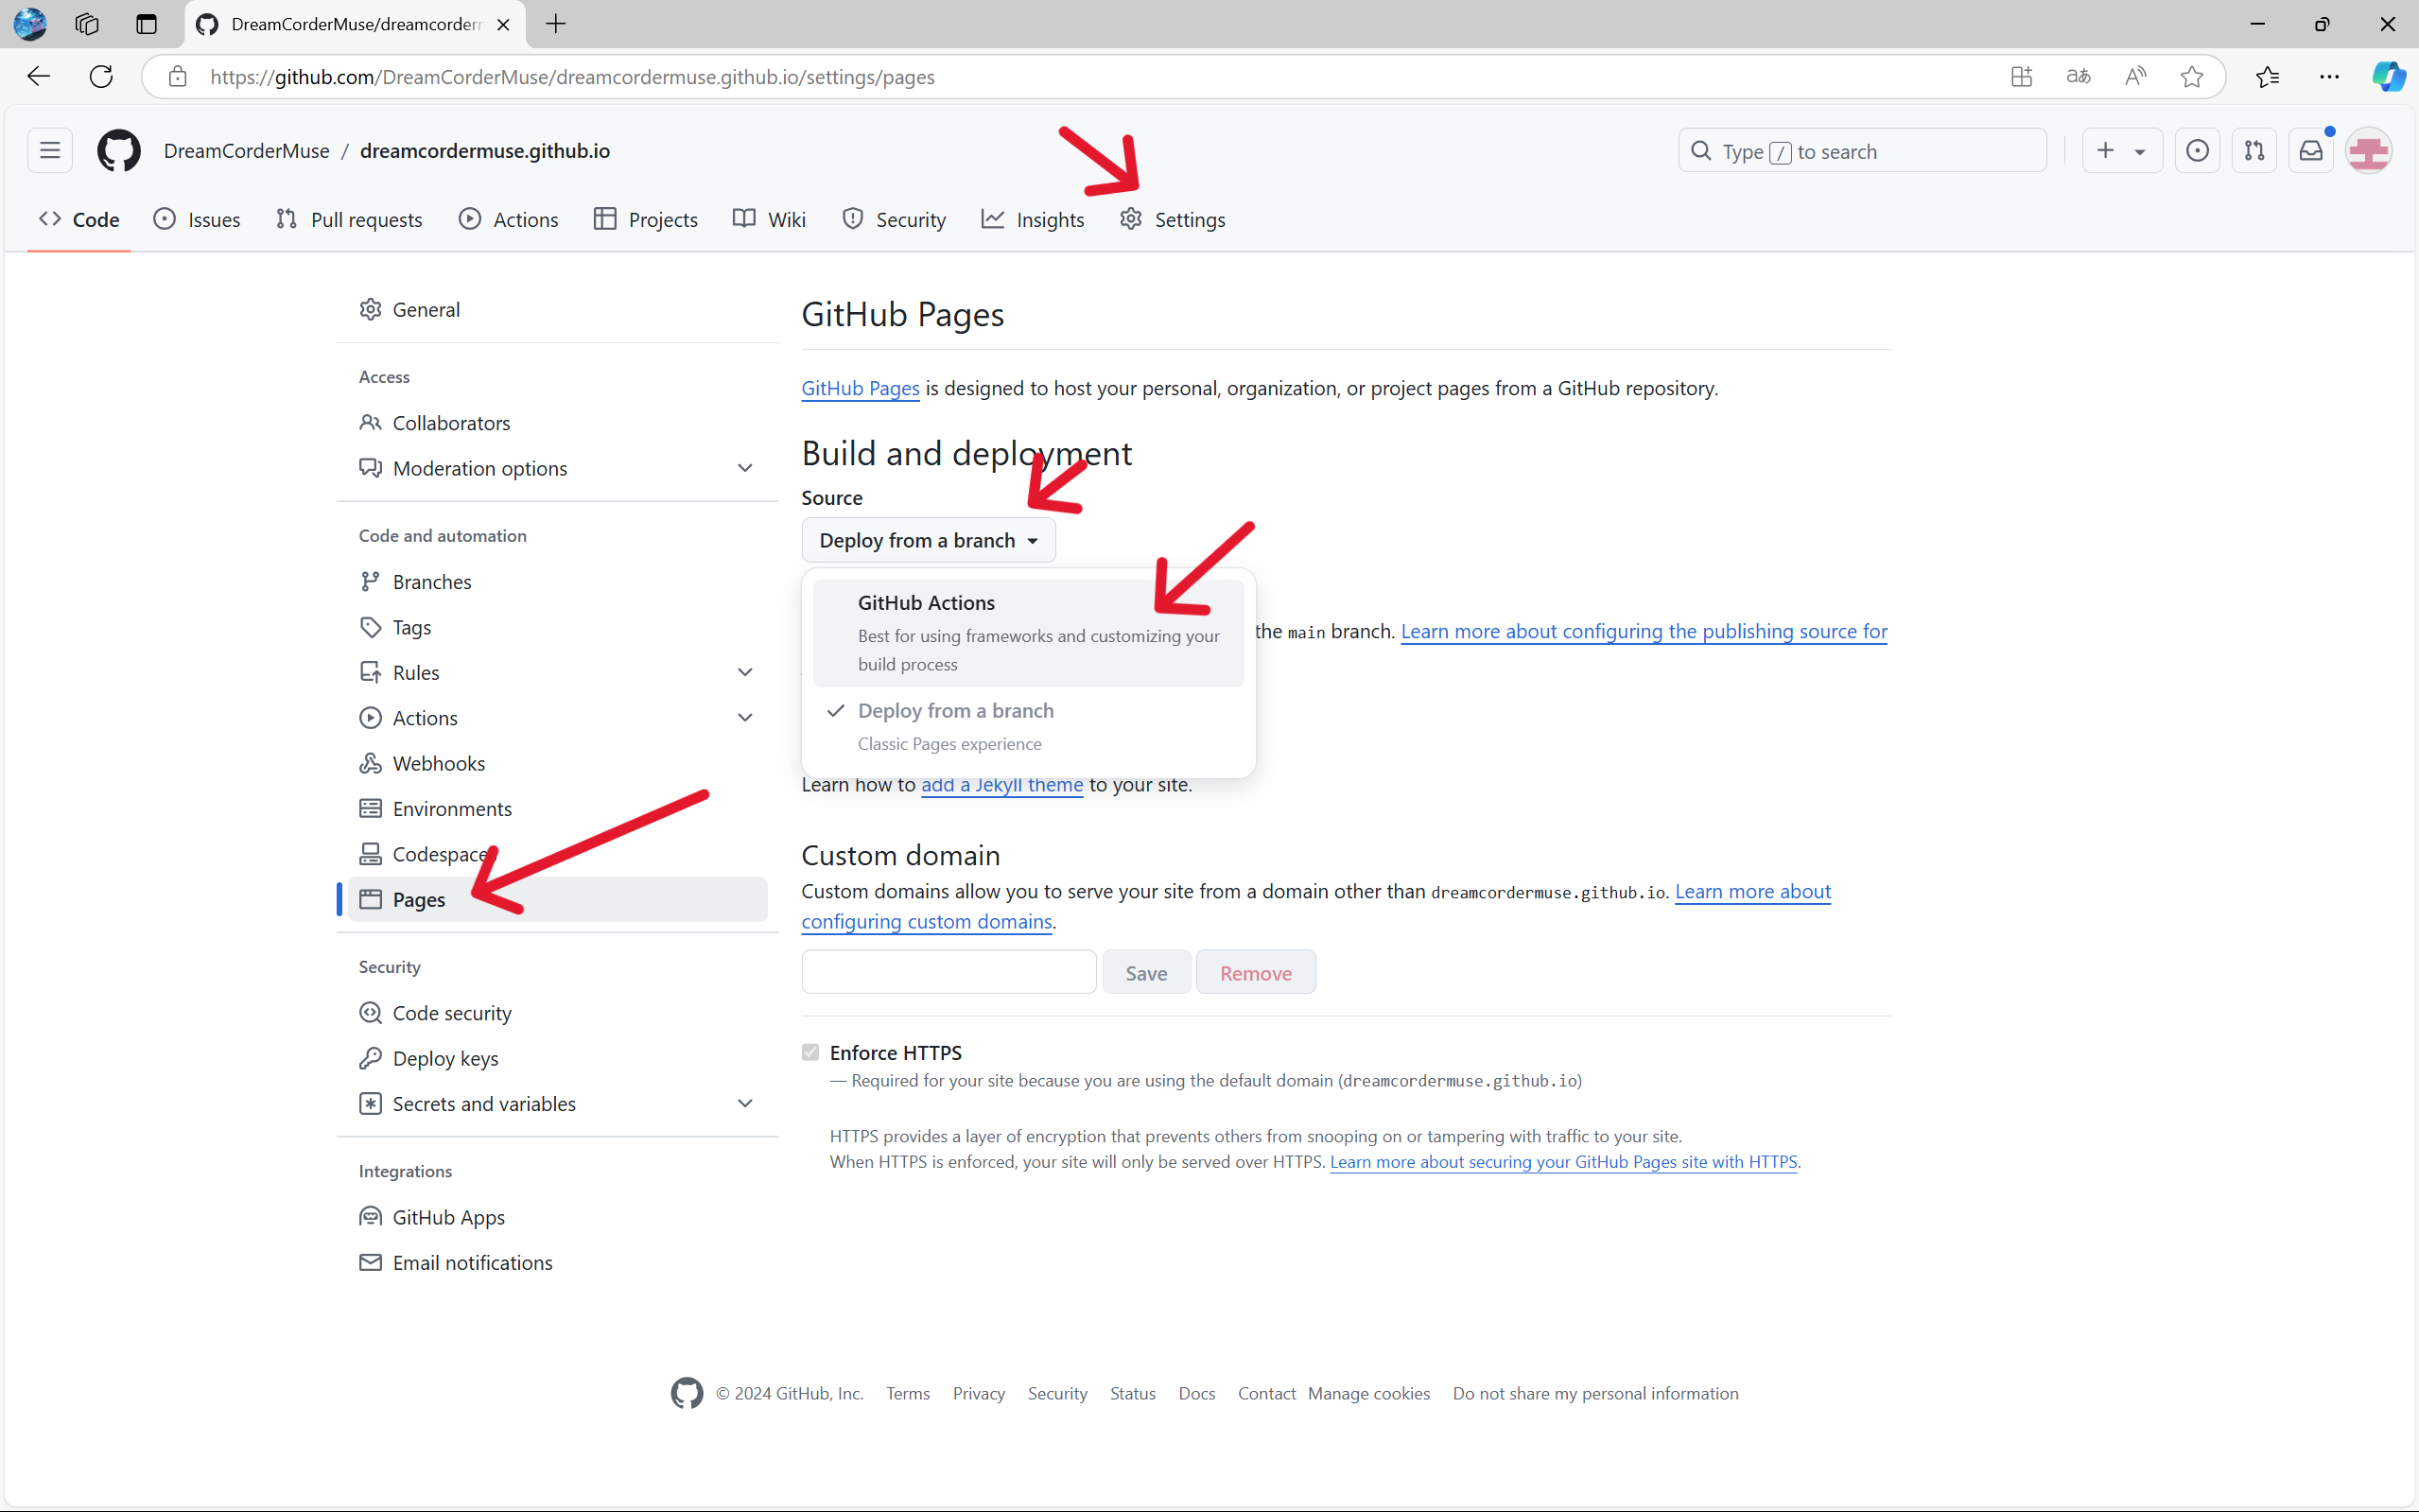 DreamCorderMuse/dreamcordern
https://github.com/DreamCorderMuse/dreamcordermuse.github.io/settings/pages
DreamCorderMuse / dreamcordermuse.github.io
Type / to search
Code Issues Pull requests Actions Projects Wiki Security Insights Settings
General
Access
Collaborators
Moderation options
Code and automation
Branches
Tags
Rules
Actions
Webhooks
Environments
Codespaces
Pages
Security
Code security
Deploy keys
Secrets and variables
Integrations
GitHub Apps
Email notifications
GitHub Pages
GitHub Pages is designed to host your personal, organization, or project pages from a GitHub repository.
Build and deployment
Source
Deploy from a branch
GitHub Actions
Best for using frameworks and customizing your
build process
Deploy from a branch
Classic Pages experience
the main branch. Learn more about configuring the publishing source for
Learn how to add a Jekyll theme to your site.
Custom domain
Custom domains allow you to serve your site from a domain other than dreamcordermuse.github.io. Learn more about
configuring custom domains.
Save Remove
Enforce HTTPS
— Required for your site because you are using the default domain (dreamcordermuse.github.io)
HTTPS provides a layer of encryption that prevents others from snooping on or tampering with traffic to your site.
When HTTPS is enforced, your site will only be served over HTTPS. Learn more about securing your GitHub Pages site with HTTPS.
© 2024 GitHub, Inc. Terms Privacy Security Status Docs Contact Manage cookies Do not share my personal information